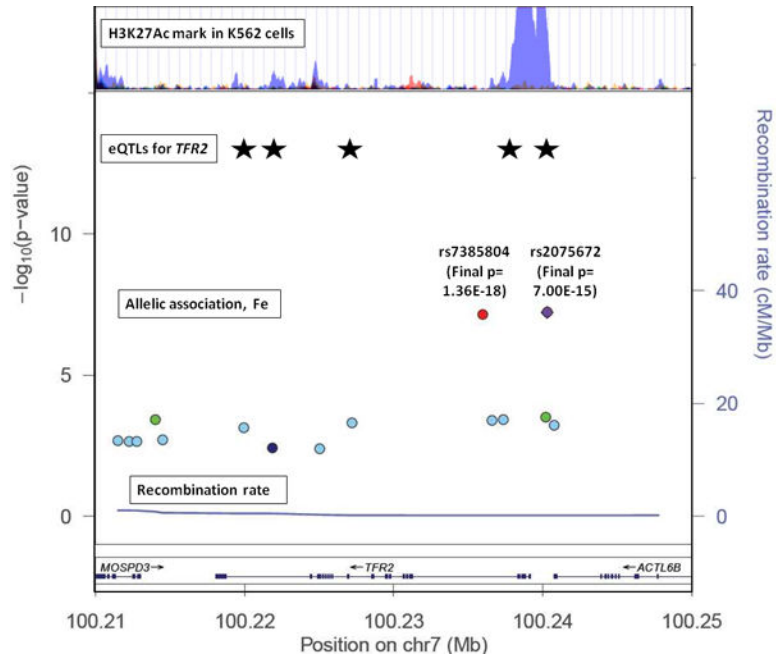 H3K27Ac mark in K562 cells
eQTLs for TFR2
rs7385804
(Final p=
1.36E-18)
rs2075672
(Final p=
7.00E-15)
Allelic association, Fe
Recombination rate
−log10(p−value)
10
5
0
Recombination rate (cM/Mb)
40
20
0
MOSPD3→
←TFR2
←ACTL6B
100.21 100.22 100.23 100.24 100.25
Position on chr7 (Mb)